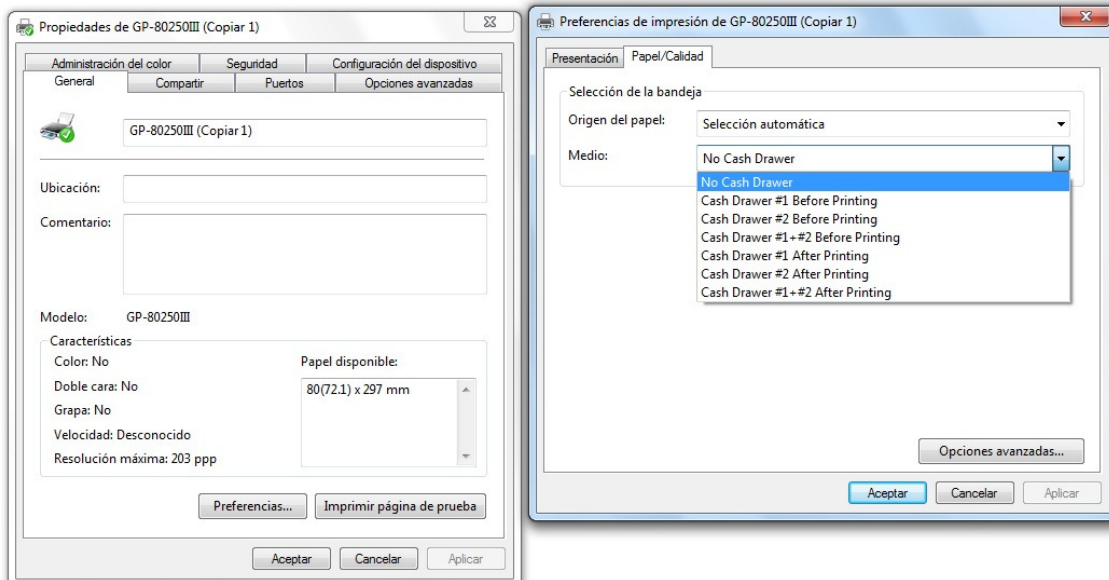 Propiedades de GP-80250III (Copiar 1)
Administración del color
Seguridad
Configuración del dispositivo
General
Compartir
Puertos
Opciones avanzadas
GP-80250III (Copiar 1)
Ubicación:
Comentario:
Modelo: GP-80250III
Características
Color: No
Doble cara: No
Grapa: No
Velocidad: Desconocido
Resolución máxima: 203 ppp
Papel disponible:
80(72.1) x 297 mm
Preferencias...
Imprimir página de prueba
Aceptar
Cancelar
Aplicar
Preferencias de impresión de GP-80250III (Copiar 1)
Presentación
Papel/Calidad
Selección de la bandeja
Origen del papel: Selección automática
Medio: No Cash Drawer
No Cash Drawer
Cash Drawer #1 Before Printing
Cash Drawer #2 Before Printing
Cash Drawer #1+#2 Before Printing
Cash Drawer #1 After Printing
Cash Drawer #2 After Printing
Cash Drawer #1+#2 After Printing
Opciones avanzadas...
Aceptar
Cancelar
Aplicar